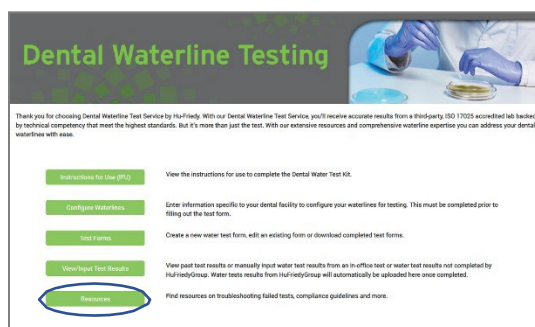 Dental Waterline Testing
Thank you for choosing Dental Waterline Test Service by Hu-Friedy. With our Dental Waterline Test Service, you'll receive accurate results from a third-party, ISO 17025 accredited lab backed
by technical competency that meet the highest standards. But it's more than just the test. With our extensive resources and comprehensive waterline expertise you can address your dental
waterlines with ease.
Instructions for Use (IFU)
View the instructions for use to complete the Dental Water Test Kit.
Configure Waterlines
Enter information specific to your dental facility to configure your waterlines for testing. This must be completed prior to
filling out the test form.
Test Forms
Create a new water test form, edit an existing form or download completed test forms.
View/Input Test Results
View past test results or manually input water test results from an in-office test or water test results not completed by
HuFriedyGroup. Water tests results from HuFriedyGroup will automatically be uploaded here once completed.
Resources
Find resources on troubleshooting failed tests, compliance guidelines and more.